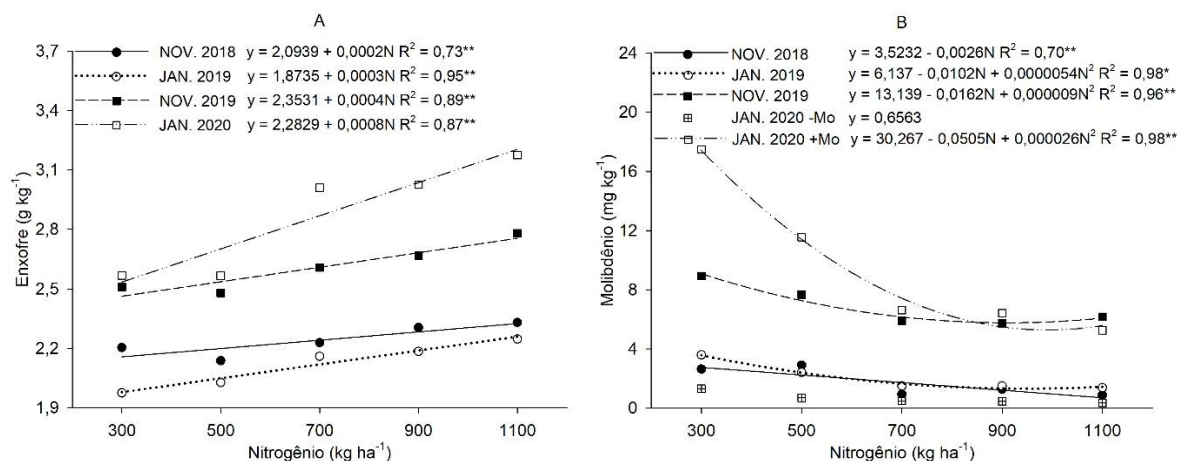 A
NOV. 2018 y = 2,0939 + 0,0002N R² = 0,73**
JAN. 2019 y = 1,8735 + 0,0003N R² = 0,95**
NOV. 2019 y = 2,3531 + 0,0004N R² = 0,89**
JAN. 2020 y = 2,2829 + 0,0008N R² = 0,87**
3,7
3,4
3,1
2,8
2,5
2,2
1,9
Enxofre (g kg⁻¹)
300 500 700 900 1100
Nitrogênio (kg ha⁻¹)
B
NOV. 2018 y = 3,5232 - 0,0026N R² = 0,70**
JAN. 2019 y = 6,137 - 0,0102N + 0,0000054N² R² = 0,98*
NOV. 2019 y = 13,139 - 0,0162N + 0,000009N² R² = 0,96**
JAN. 2020 -Mo y = 0,6563
JAN. 2020 +Mo y = 30,267 - 0,0505N + 0,000026N² R² = 0,98**
24
20
16
12
8
4
0
Molibdênio (mg kg⁻¹)
300 500 700 900 1100
Nitrogênio (kg ha⁻¹)